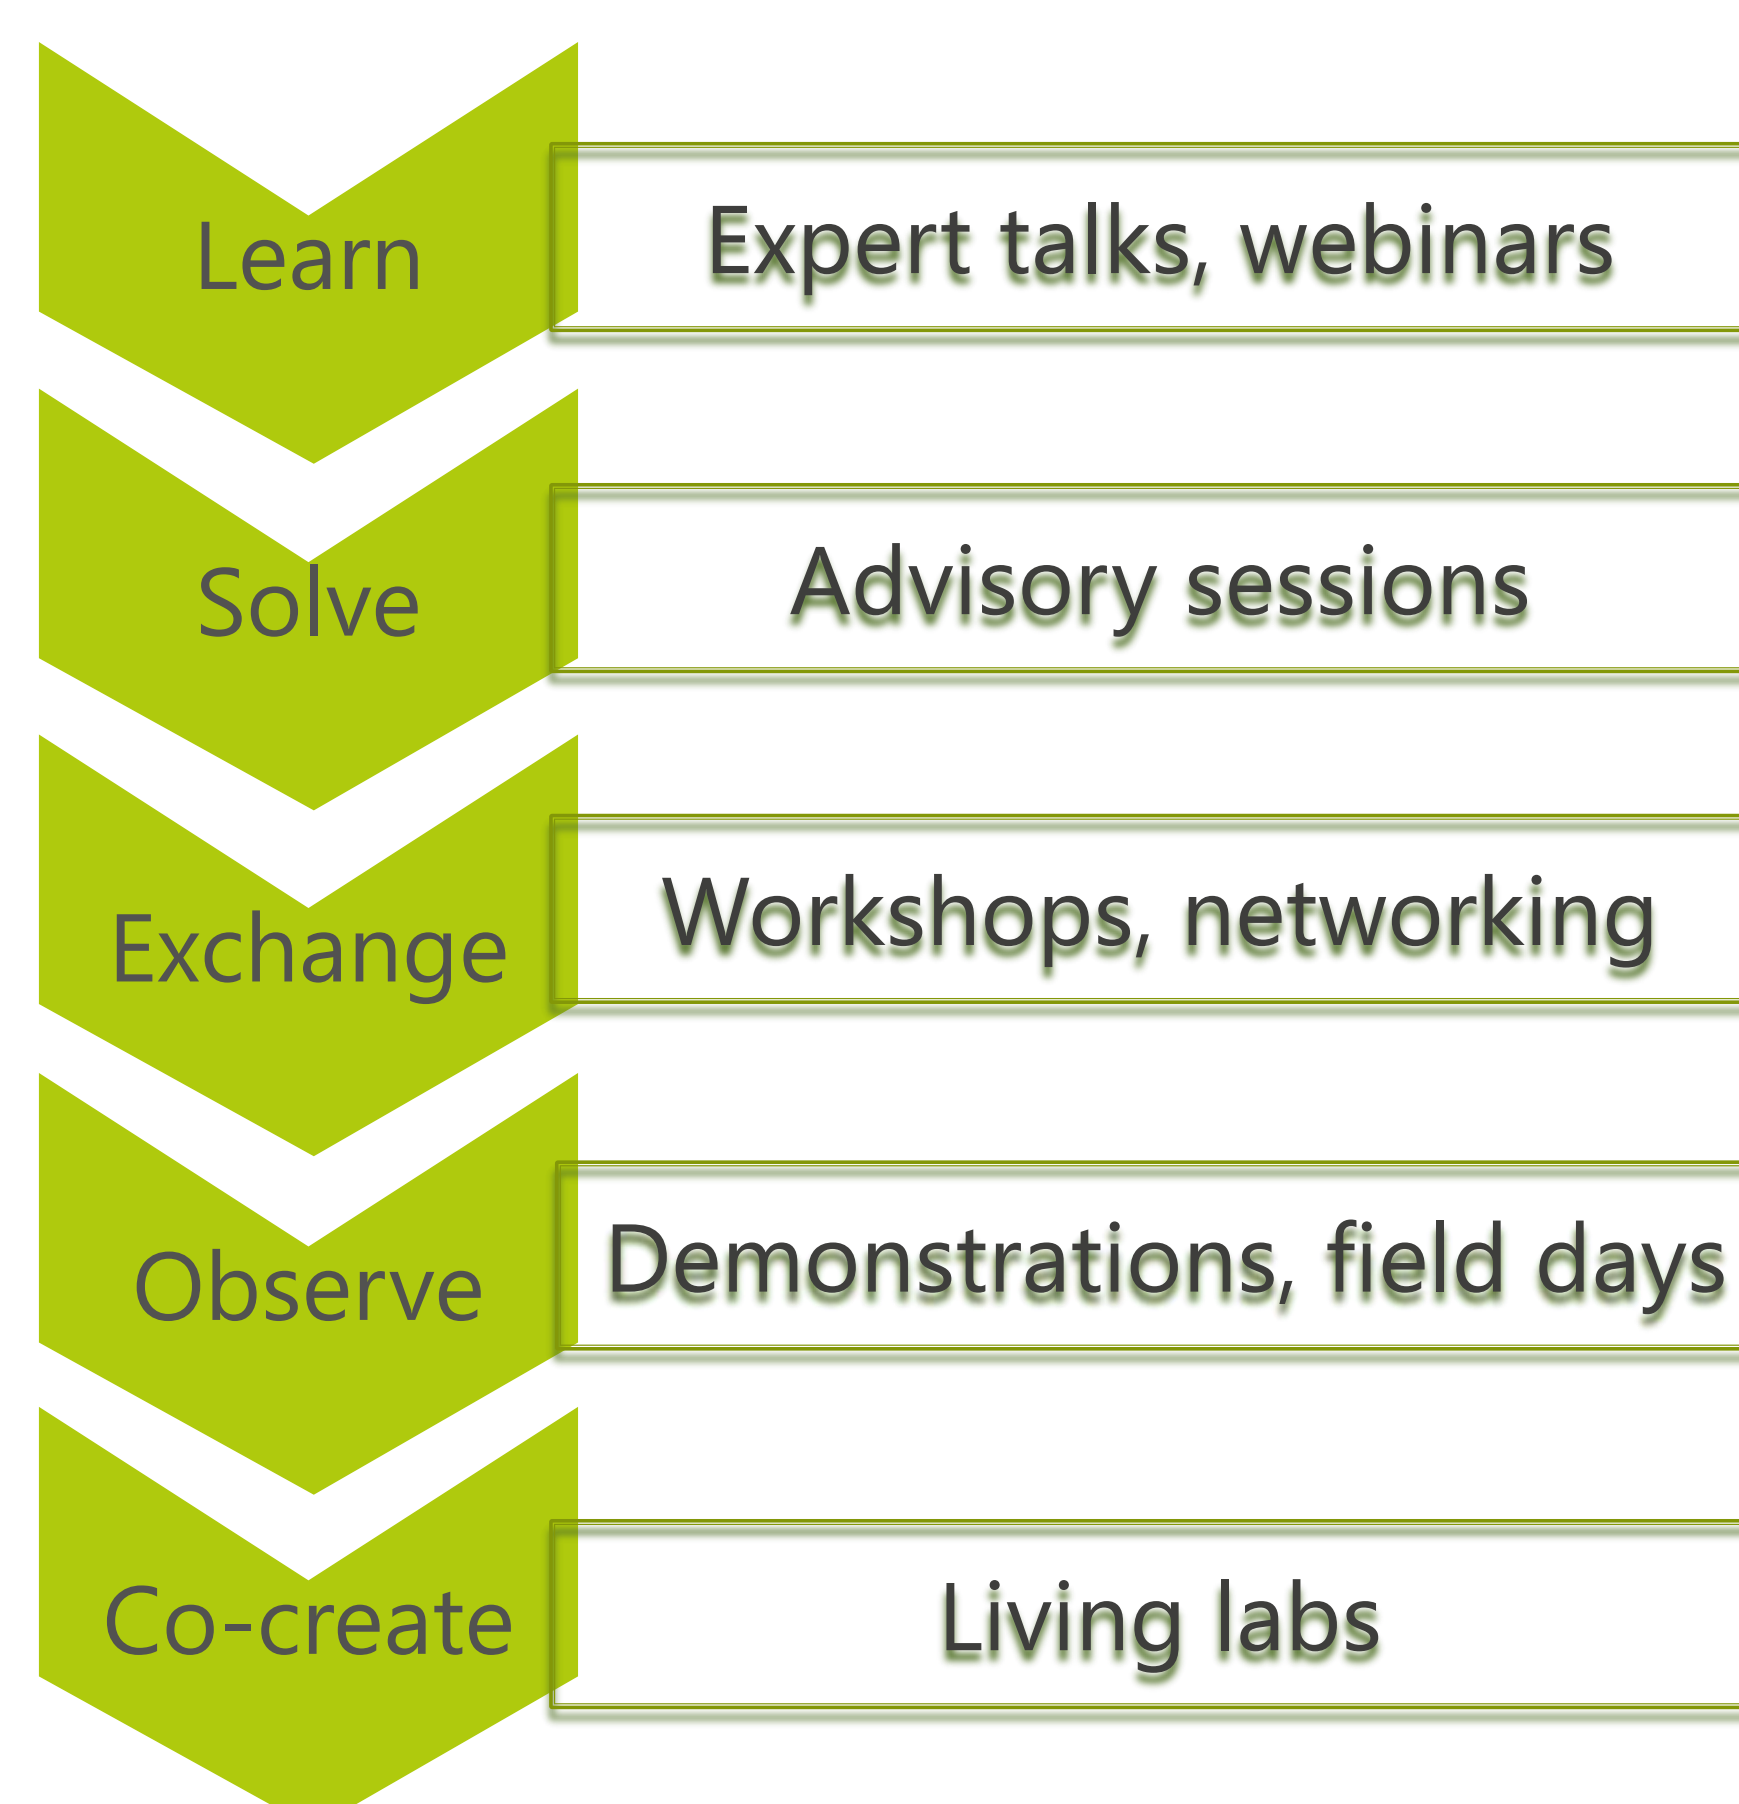 Learn
Expert talks, webinars
Solve
Advisory sessions
Exchange
Workshops, networking
Observe
Demonstrations, field days
Co-create
Living labs